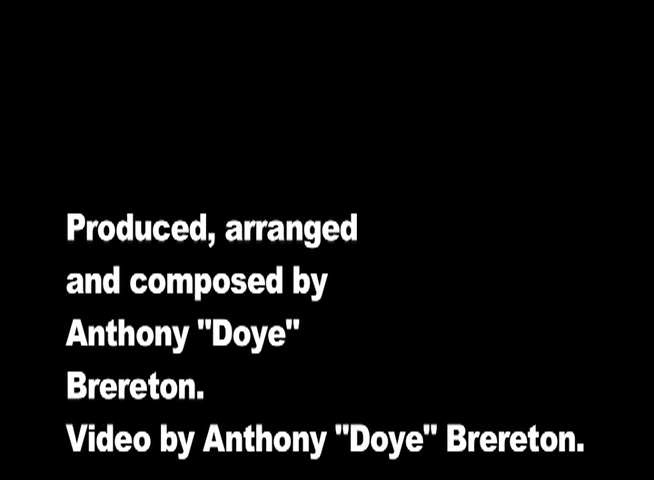 Produced, arranged
and composed by
Anthony "Doye"
Brereton.
Video by Anthony "Doye" Brereton.